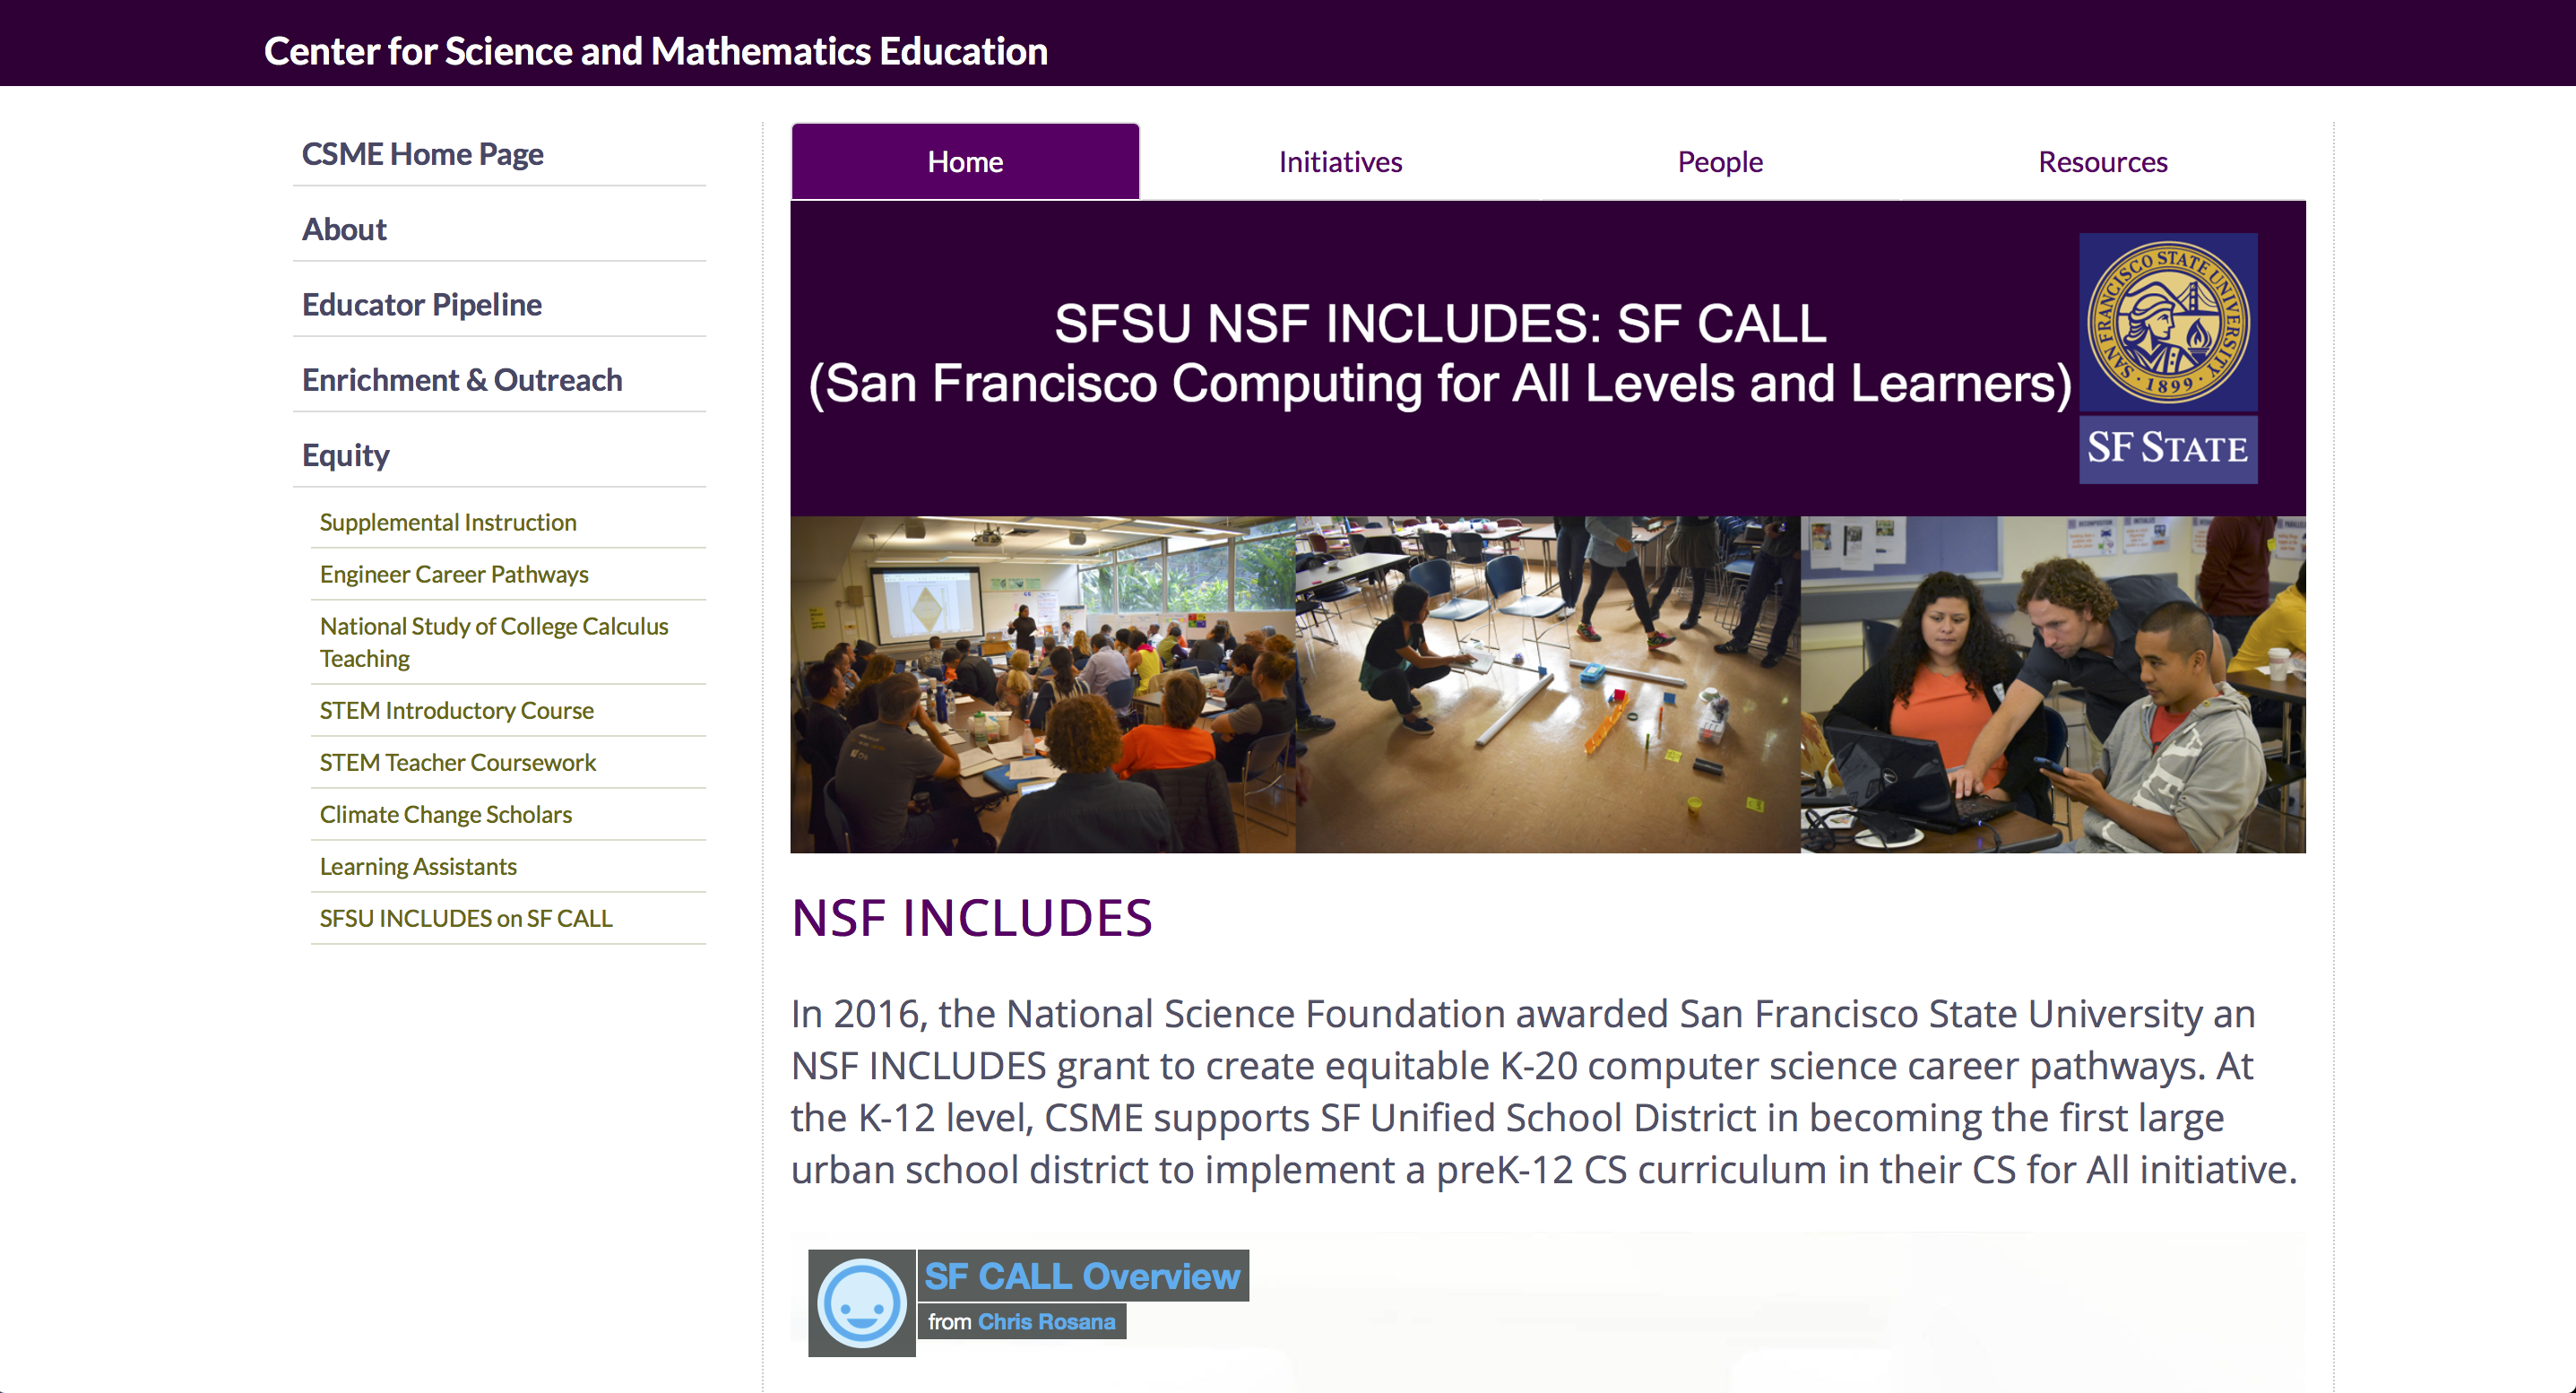 Center for Science and Mathematics Education
CSME Home Page
About
Educator Pipeline
Enrichment & Outreach
Equity
Supplemental Instruction
Engineer Career Pathways
National Study of College Calculus
Teaching
STEM Introductory Course
STEM Teacher Coursework
Climate Change Scholars
Learning Assistants
SFSU INCLUDES on SF CALL
Home
Initiatives
People
Resources
SFSU NSF INCLUDES: SF CALL
(San Francisco Computing for All Levels and Learners)
SAN FRANCISCO STATE UNIVERSITY
· 1899 ·
SF STATE
NSF INCLUDES
In 2016, the National Science Foundation awarded San Francisco State University an
NSF INCLUDES grant to create equitable K-20 computer science career pathways. At
the K-12 level, CSME supports SF Unified School District in becoming the first large
urban school district to implement a preK-12 CS curriculum in their CS for All initiative.
SF CALL Overview
from Chris Rosana